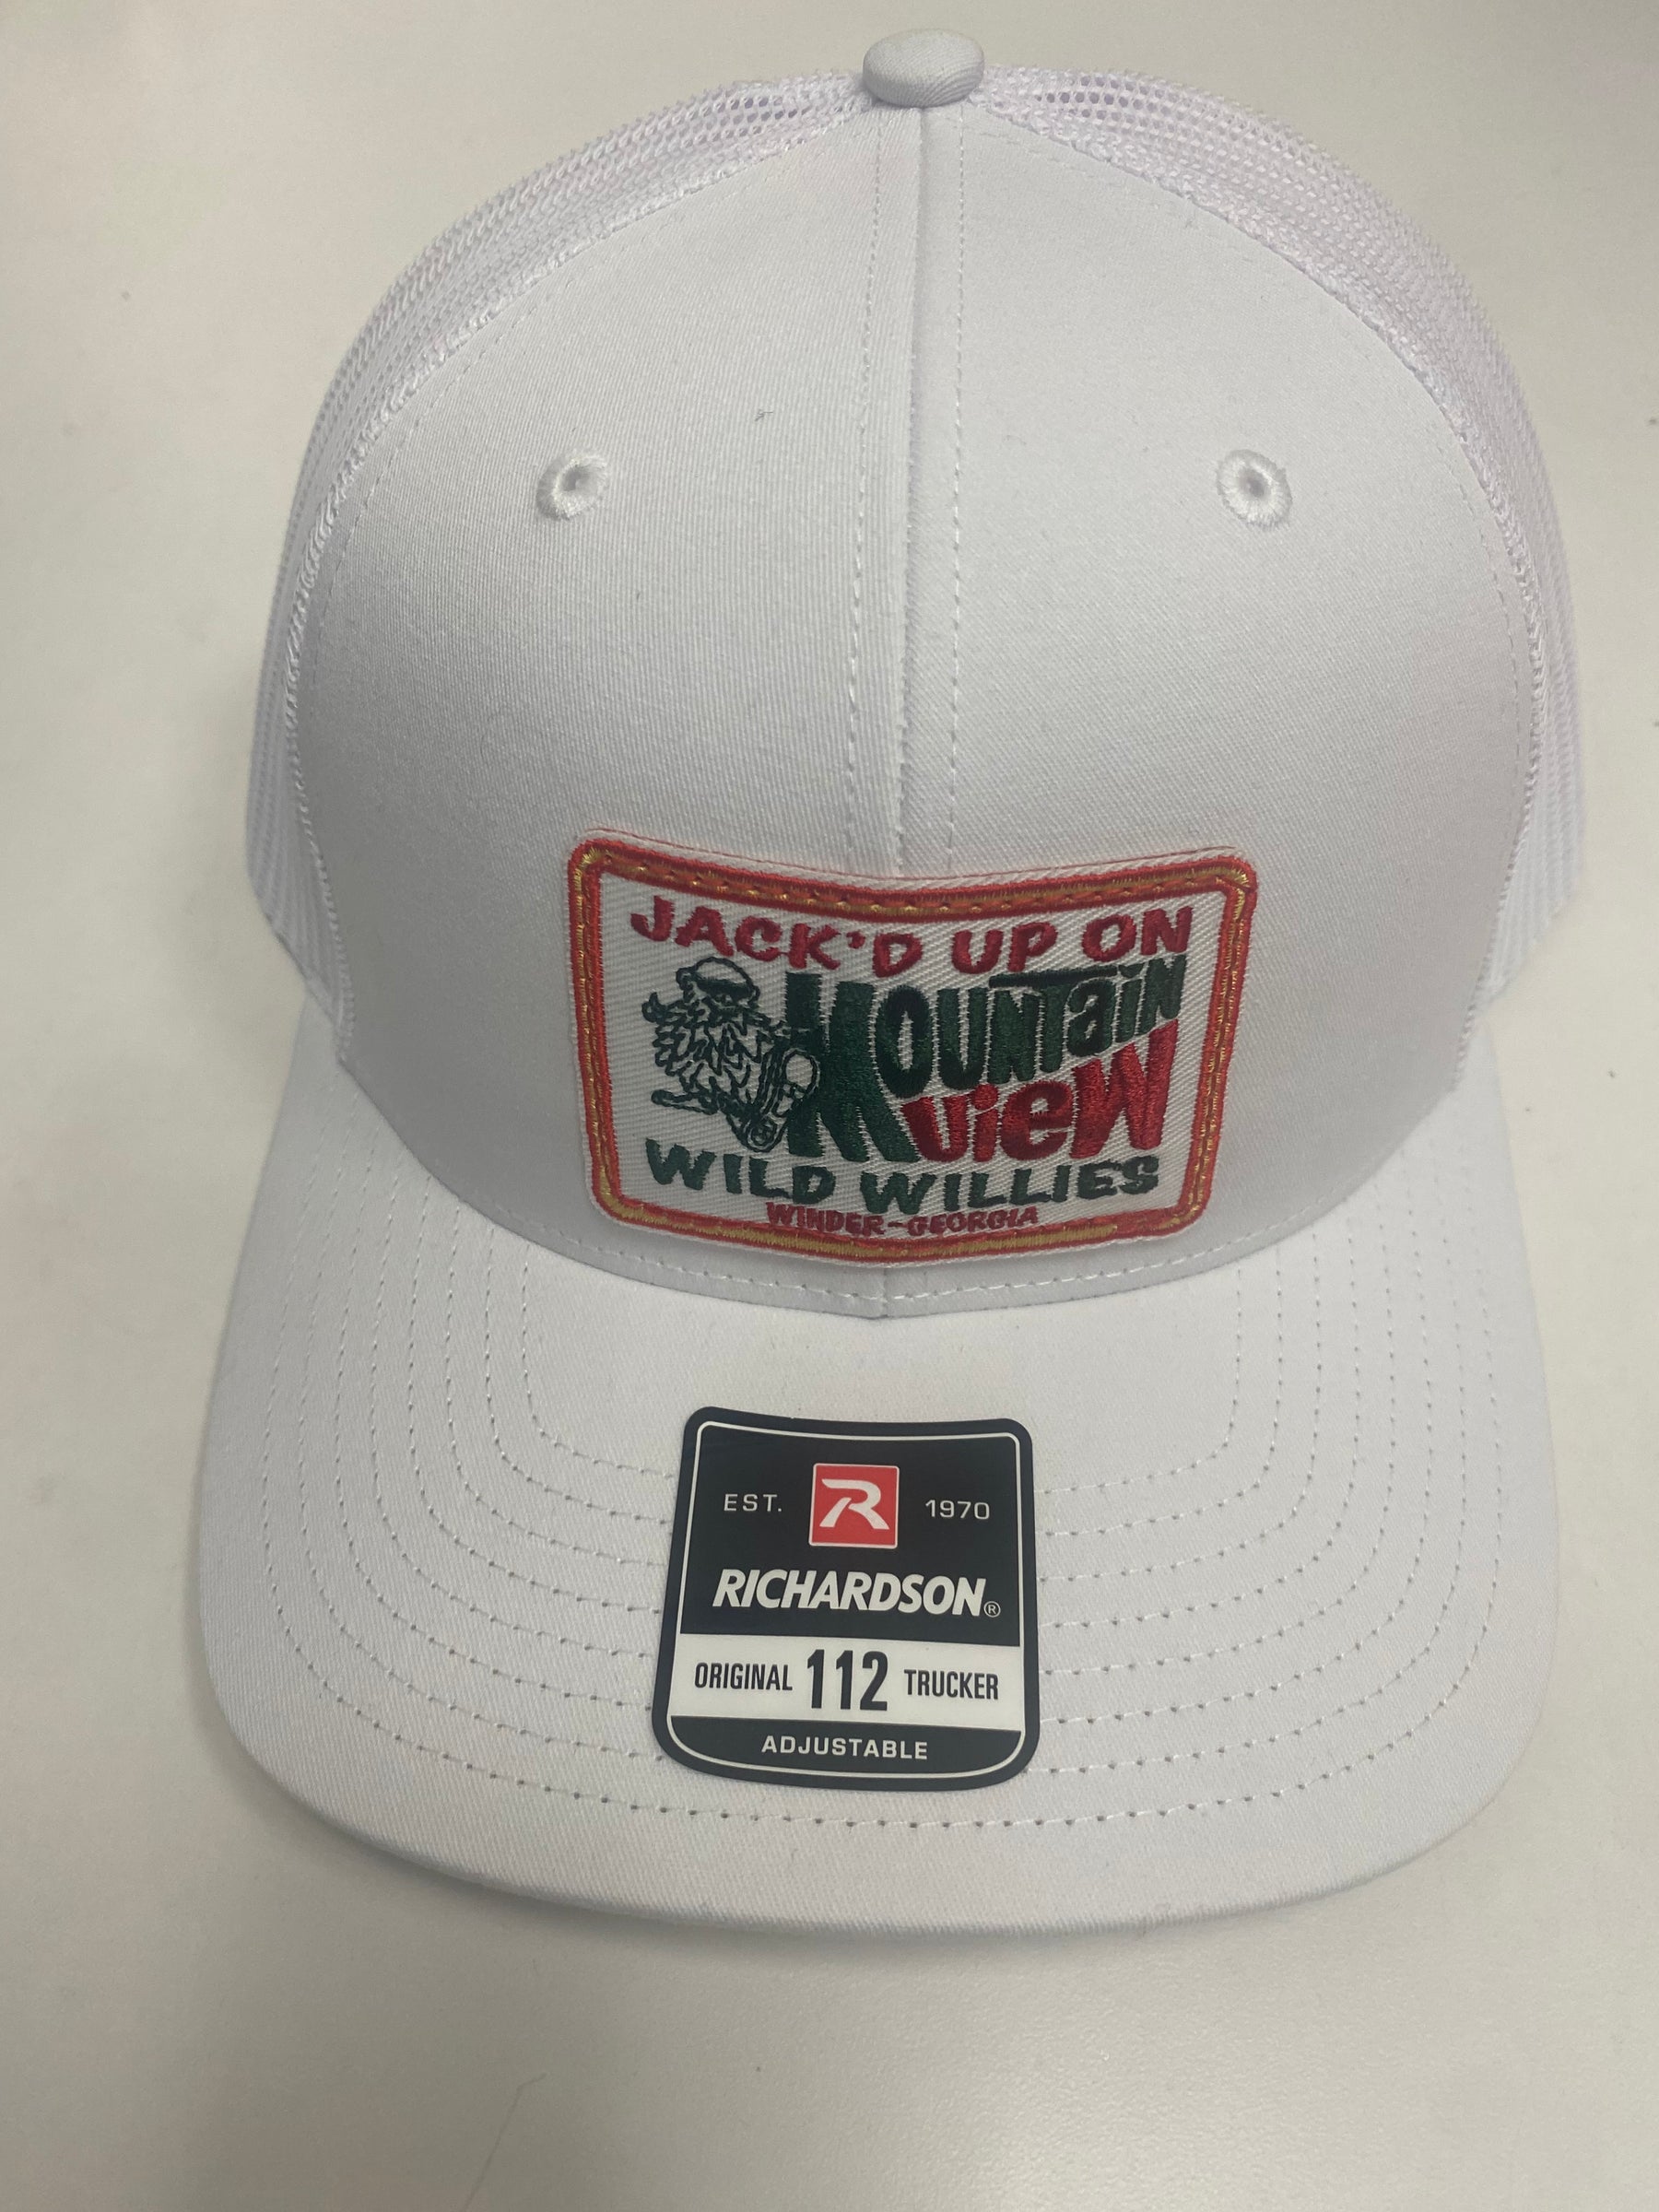 JACK'D UP ON
MOUNTaiN
view
WILD WILLIES
WINDER-GEORGIA
EST. R 1970
RICHARDSON®
ORIGINAL 112 TRUCKER
ADJUSTABLE